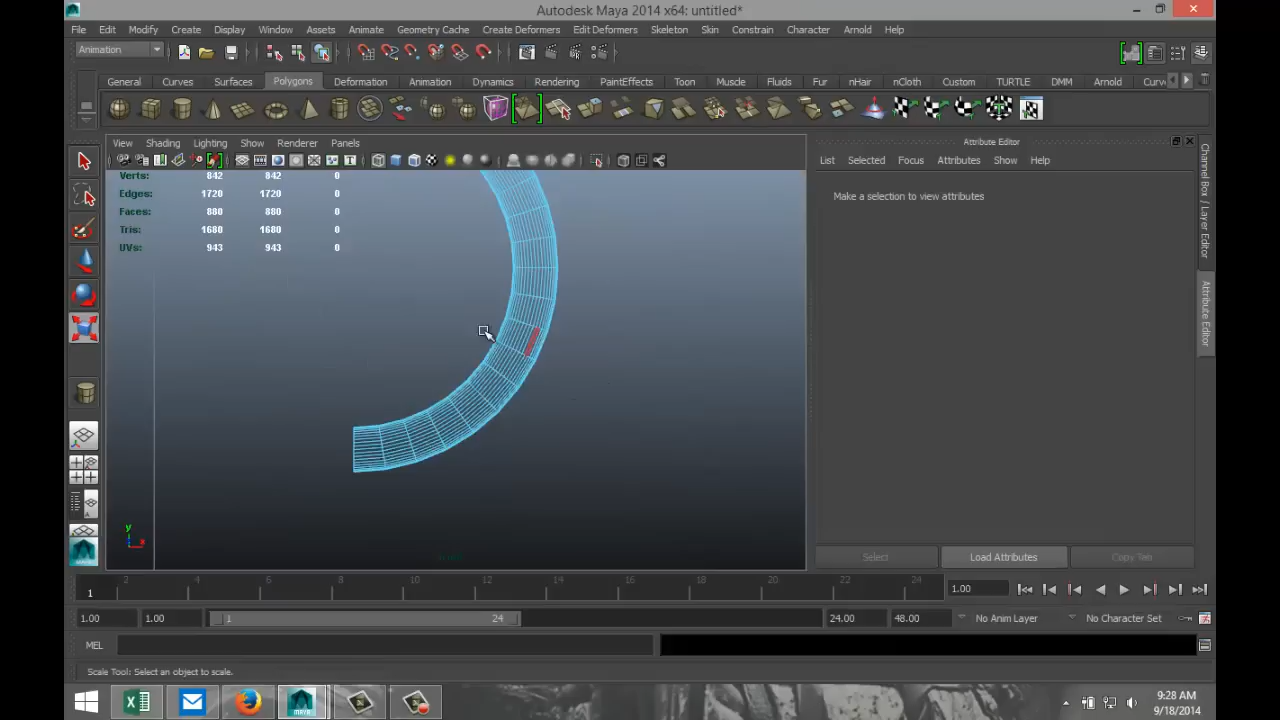 Autodesk Maya 2014 x64: untitled*
File Edit Modify Create Display Window Assets Animate Geometry Cache Create Deformers Edit Deformers Skeleton Skin Constrain Character Arnold Help
Animation
General Curves Surfaces Polygons Deformation Animation Dynamics Rendering PaintEffects Toon Muscle Fluids Fur nHair nCloth Custom TURTLE DMM Arnold Curv
View Shading Lighting Show Renderer Panels
Attribute Editor
List Selected Focus Attributes Show Help
Make a selection to view attributes
Verts: 842 842 0
Edges: 1720 1720 0
Faces: 880 880 0
Tris: 1680 1680 0
UVs: 943 943 0
Channel Box / Layer Editor
Attribute Editor
y
x
Select Load Attributes Copy Tab
2 4 6 8 10 12 14 16 18 20 22 24
1 1.00
1.00 1.00 1 24 24.00 48.00 No Anim Layer No Character Set
MEL
Scale Tool: Select an object to scale.
9:28 AM
9/18/2014